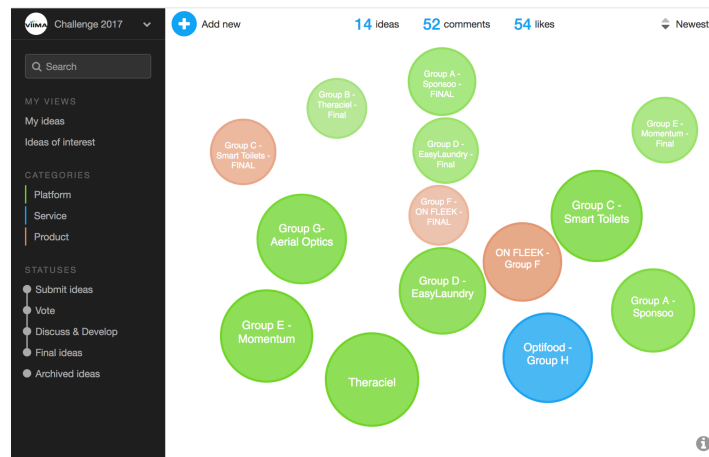 viima
Challenge 2017
Add new
14 ideas
52 comments
54 likes
Newest
Search
MY VIEWS
My ideas
Ideas of interest
CATEGORIES
Platform
Service
Product
STATUSES
Submit ideas
Vote
Discuss & Develop
Final ideas
Archived ideas
Group A -
Sponsoo -
FINAL
Group B -
Theraciel -
Final
Group E -
Momentum -
Final
Group C -
Smart Toilets -
FINAL
Group D -
EasyLaundry -
Final
Group F -
ON FLEEK -
FINAL
Group C -
Smart Toilets
Group G-
Aerial Optics
ON FLEEK -
Group F
Group D -
EasyLaundry
Group A -
Sponsoo
Group E -
Momentum
Optifood -
Group H
Theraciel
i